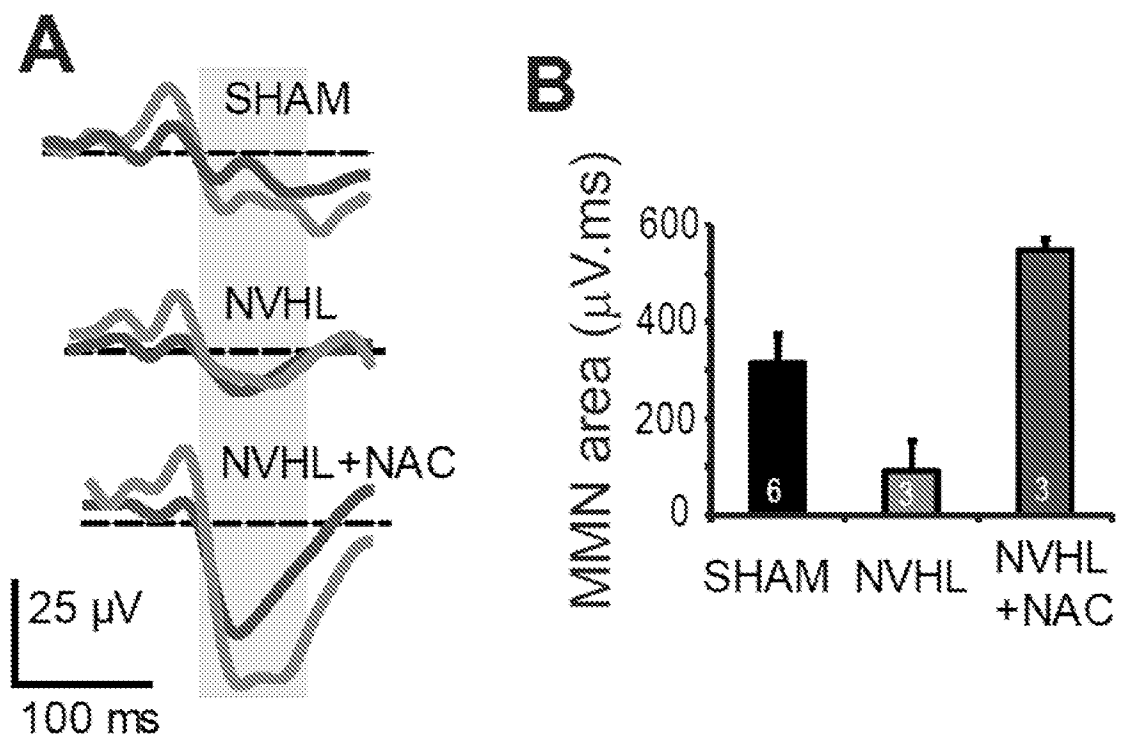 A
SHAM
NVHL
NVHL+NAC
25 µV
100 ms
B
MMN area (µV.ms)
600
400
200
0
6
3
3
SHAM
NVHL
NVHL
+NAC